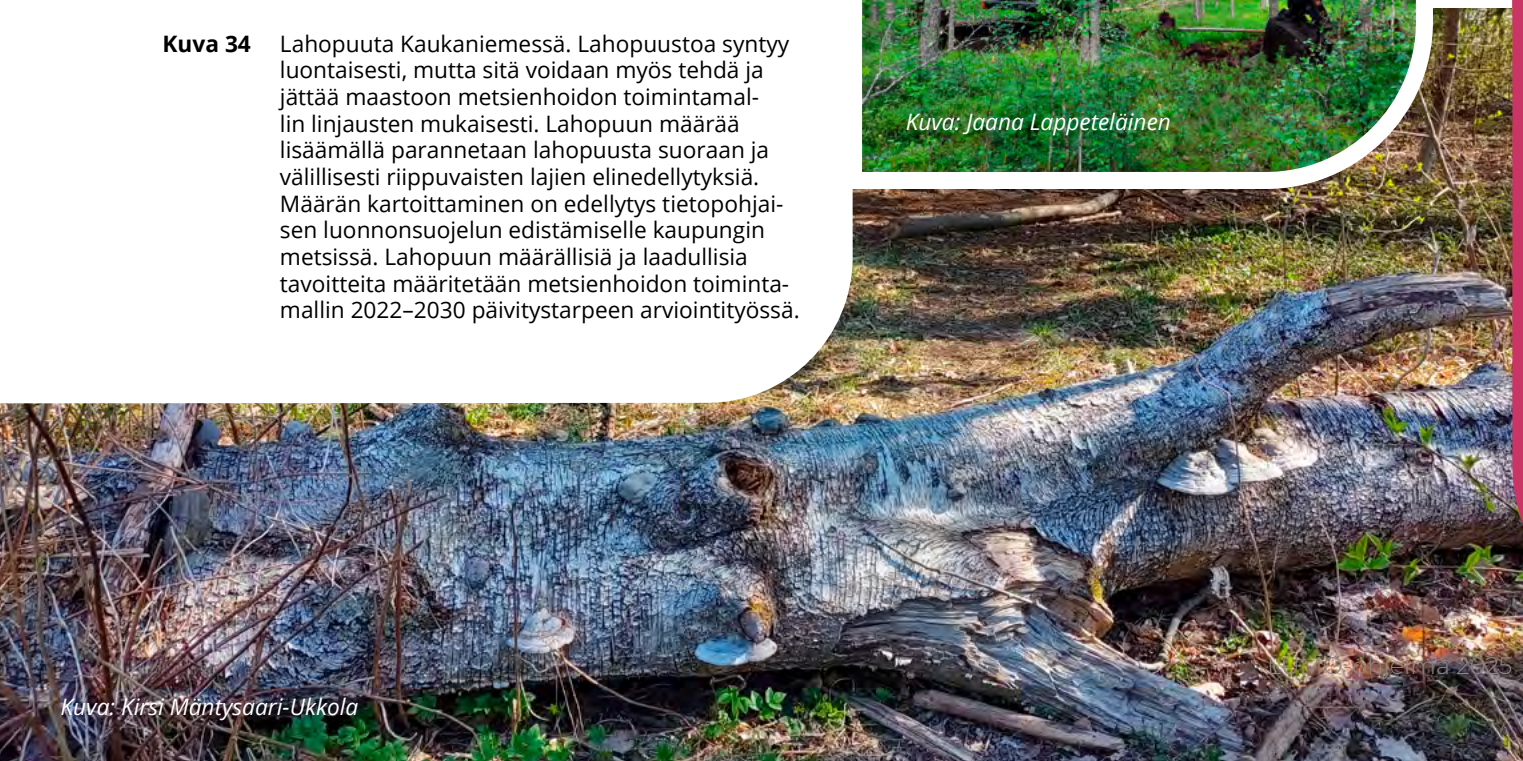 Kuva 34 Lahopuuta Kaukaniemessä. Lahopuustoa syntyy
luontaisesti, mutta sitä voidaan myös tehdä ja
jättää maastoon metsienhoidon toimintamal-
lin linjausten mukaisesti. Lahopuun määrää
lisäämällä parannetaan lahopuusta suoraan ja
välillisesti riippuvaisten lajien elinedellytyksiä.
Määrän kartoittaminen on edellytys tietopohjai-
sen luonnonsuojelun edistämiselle kaupungin
metsissä. Lahopuun määrällisiä ja laadullisia
tavoitteita määritetään metsienhoidon toiminta-
mallin 2022–2030 päivitystarpeen arviointityössä.
Kuva: Jaana Lappeteläinen
Kuva: Kirsi Mäntysaari-Ukkola